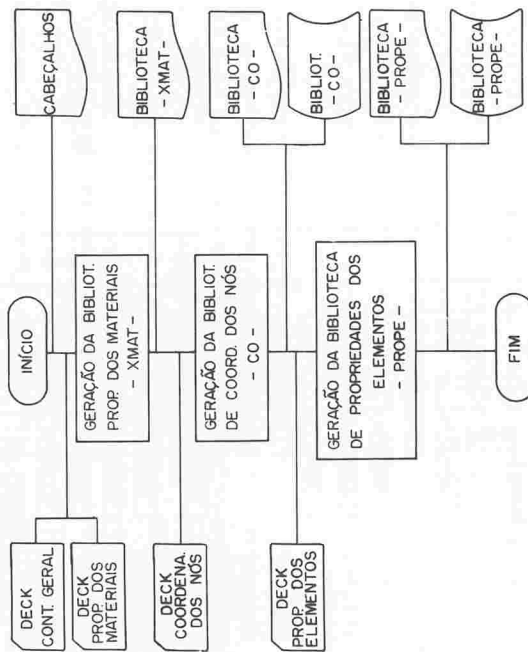 INÍCIO
CABEÇALHOS
DECK
CONT. GERAL
DECK
PROP. DOS
MATERIAIS
GERAÇÃO DA BIBLIOT.
PROP. DOS MATERIAIS
- XMAT -
BIBLIOTECA
- XMAT -
DECK
COORDENA.
DOS NÓS
GERAÇÃO DA BIBLIOT.
DE COORD. DOS NÓS
- CO -
BIBLIOTECA
- CO -
BIBLIOT.
- CO -
DECK
PROP. DOS
ELEMENTOS
GERAÇÃO DA BIBLIOTECA
DE PROPRIEDADES DOS
ELEMENTOS
- PROPE -
BIBLIOTECA
- PROPE -
BIBLIOTECA
- PROPE -
FIM